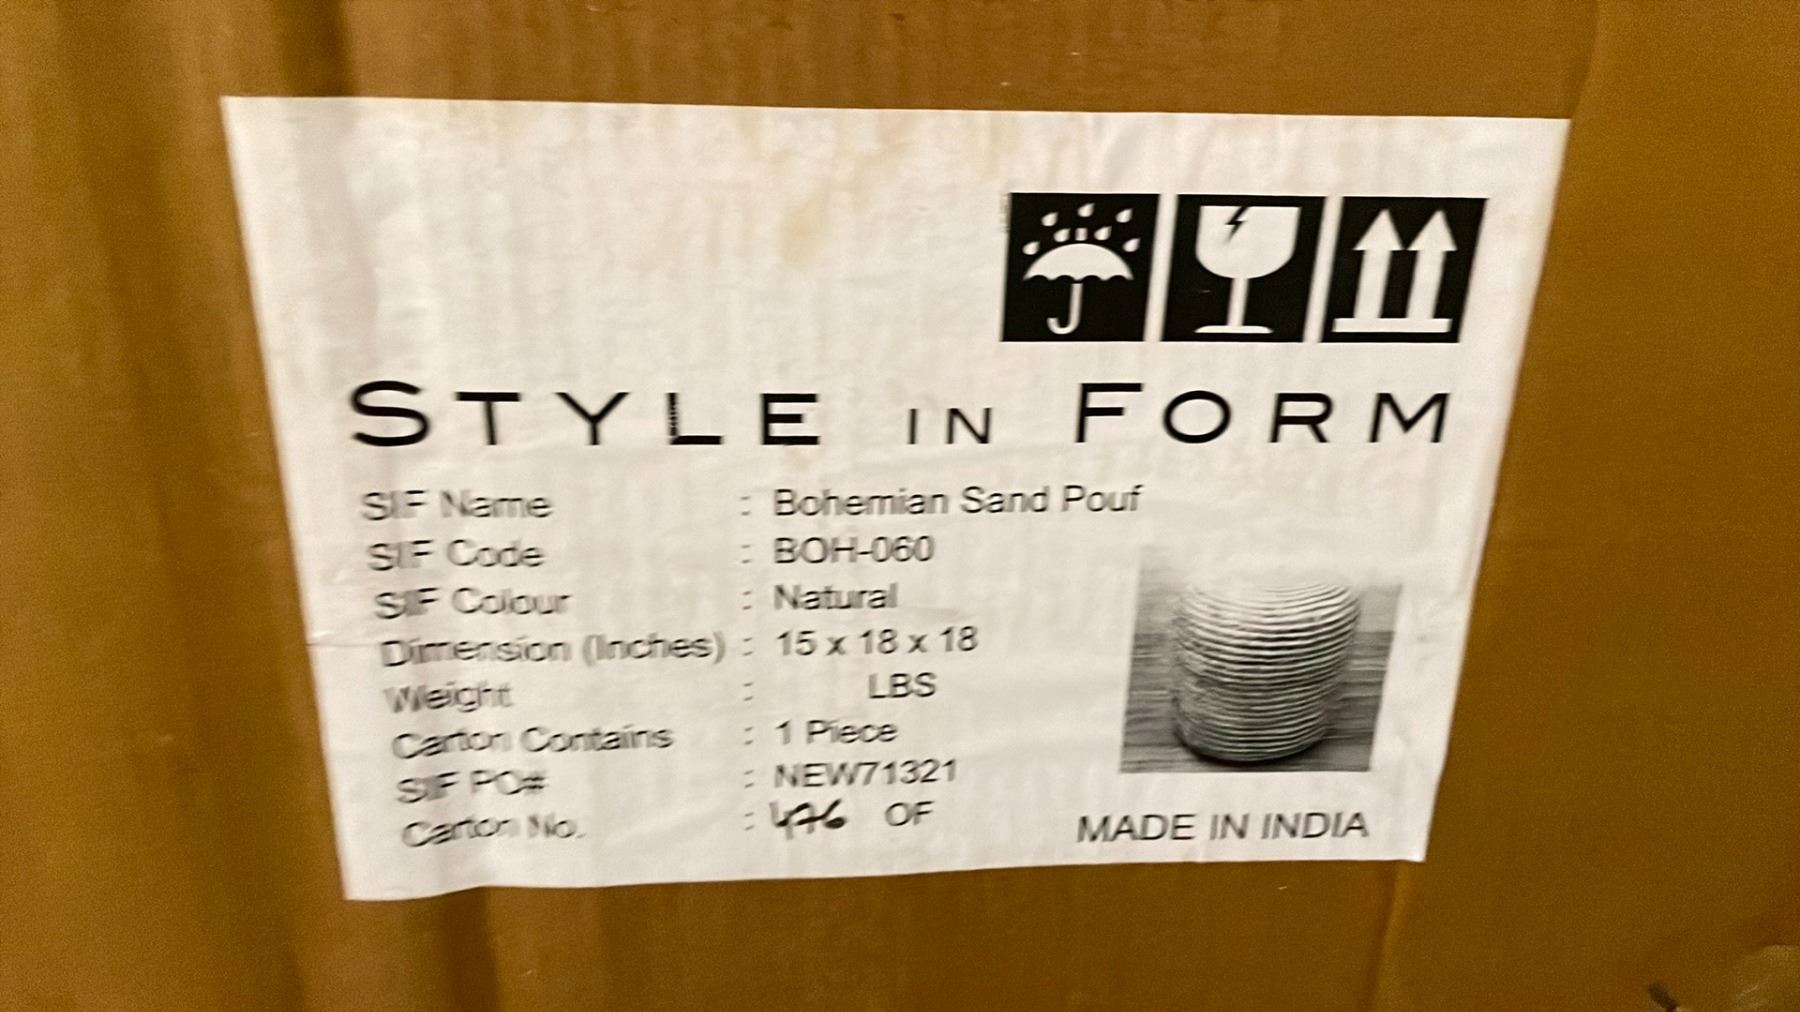 STYLE IN FORM
SIF Name : Bohemian Sand Pouf
SIF Code : BOH-060
SIF Colour : Natural
Dimension (Inches) : 15 x 18 x 18
Weight : LBS
Carton Contains : 1 Piece
SIF PO# : NEW71321
Carton No. : 476 OF
MADE IN INDIA